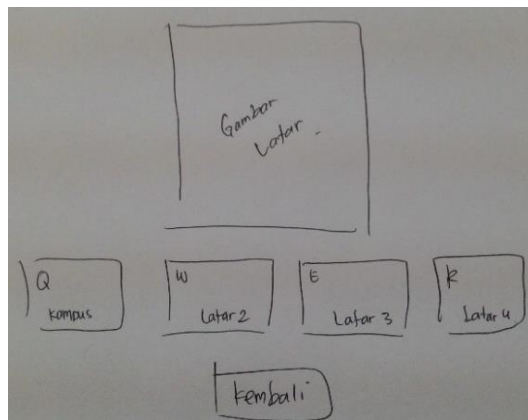 Gambar
Latar
Q
W
E
R
Kampus
Latar 2
Latar 3
Latar 4
Kembali